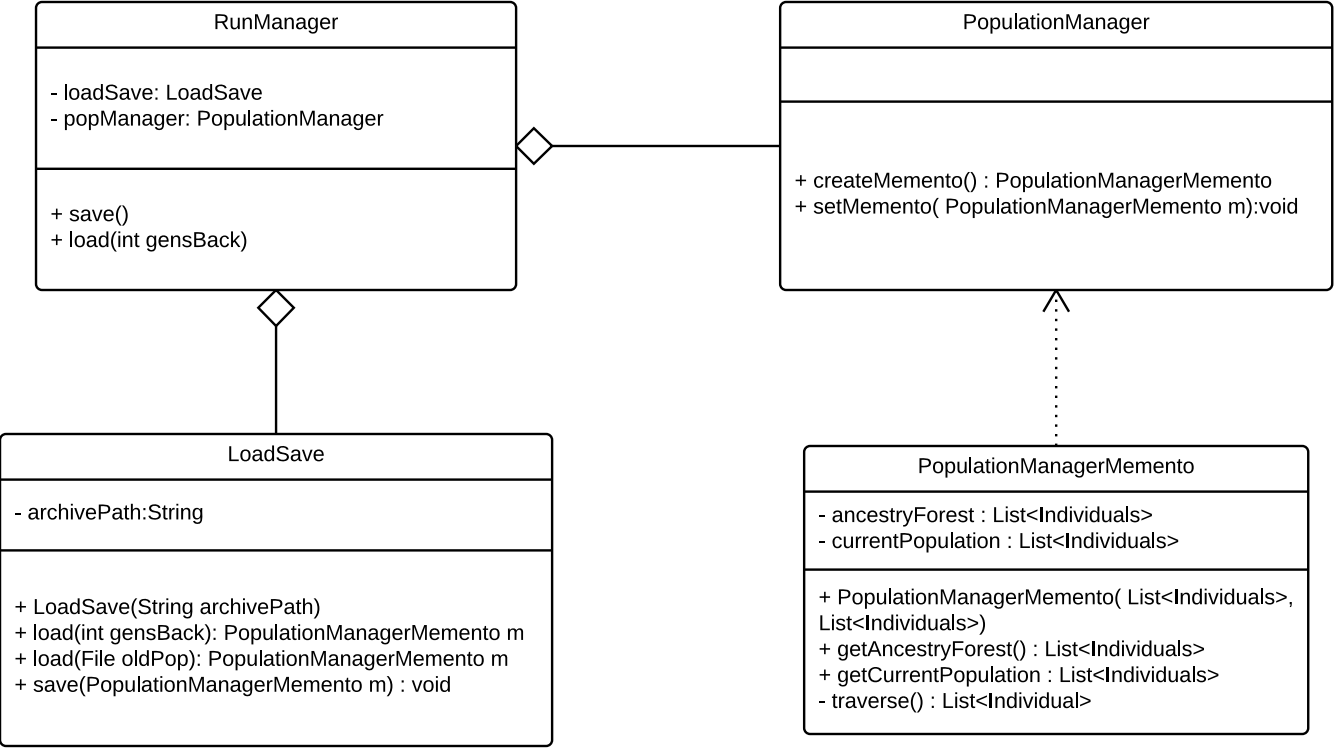 RunManager
- loadSave: LoadSave
- popManager: PopulationManager
+ save()
+ load(int gensBack)
PopulationManager
+ createMemento() : PopulationManagerMemento
+ setMemento( PopulationManagerMemento m):void
LoadSave
- archivePath:String
+ LoadSave(String archivePath)
+ load(int gensBack): PopulationManagerMemento m
+ load(File oldPop): PopulationManagerMemento m
+ save(PopulationManagerMemento m) : void
PopulationManagerMemento
- ancestryForest : List<Individuals>
- currentPopulation : List<Individuals>
+ PopulationManagerMemento( List<Individuals>,
List<Individuals>)
+ getAncestryForest() : List<Individuals>
+ getCurrentPopulation : List<Individuals>
- traverse() : List<Individual>